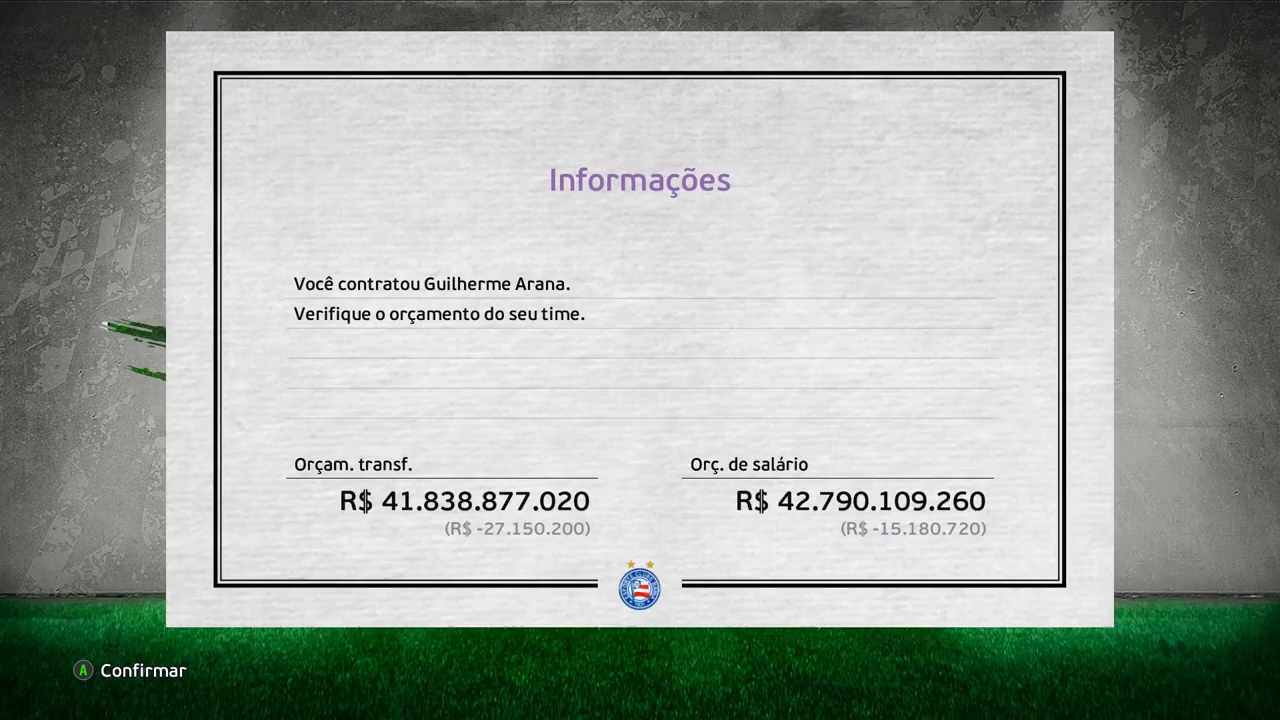 Informações
Você contratou Guilherme Arana.
Verifique o orçamento do seu time.
Orçam. transf.
R$ 41.838.877.020
(R$ -27.150.200)
Orç. de salário
R$ 42.790.109.260
(R$ -15.180.720)
A Confirmar